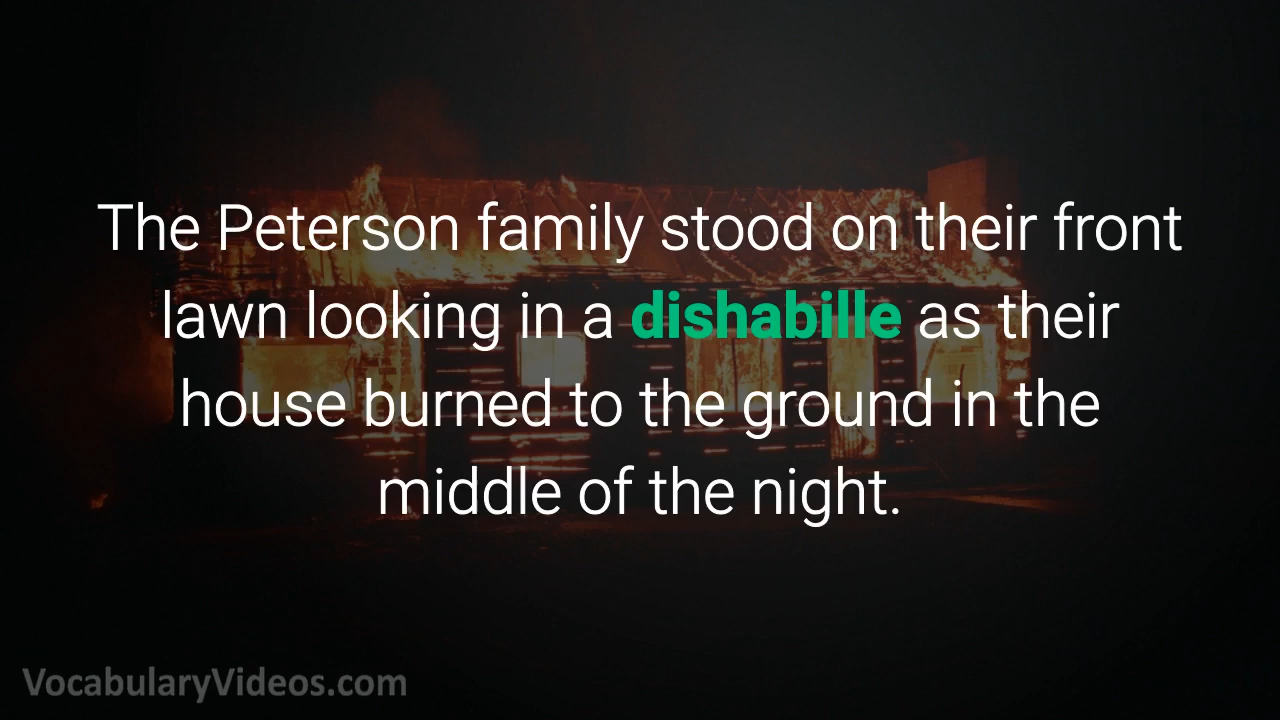 The Peterson family stood on their front
lawn looking in a dishabille as their
house burned to the ground in the
middle of the night.
VocabularyVideos.com